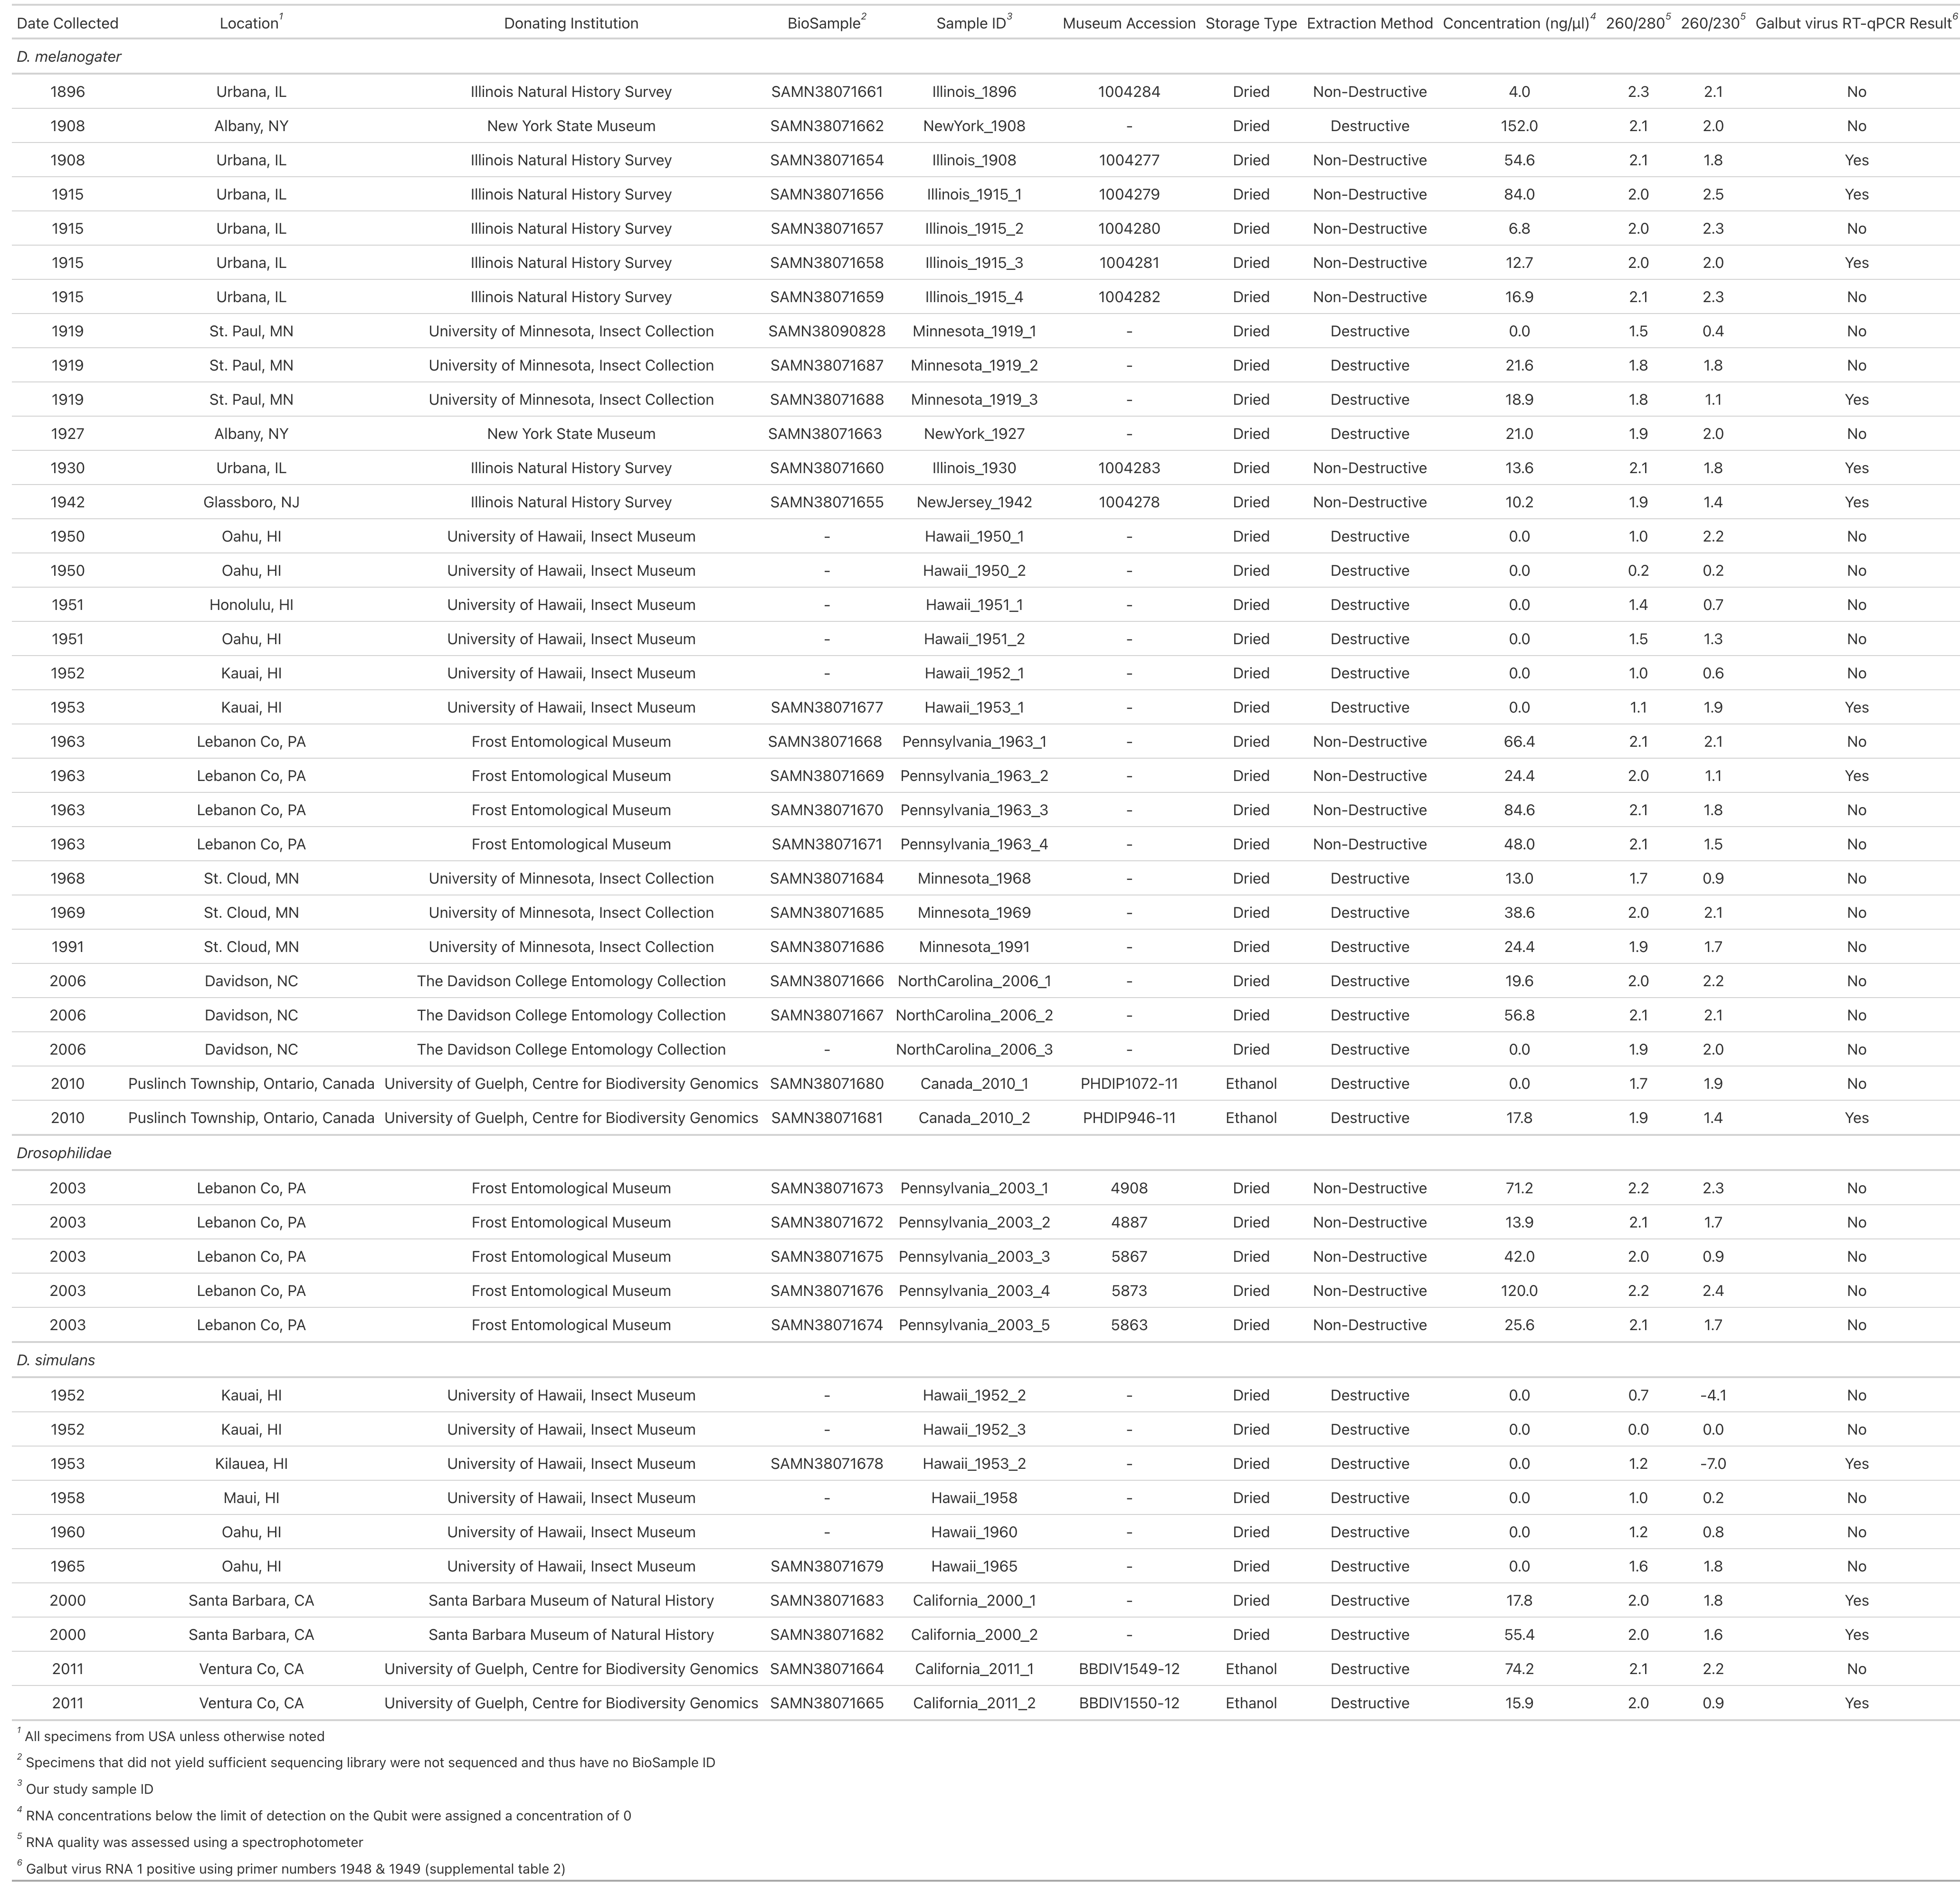 Date Collected Location1 Donating Institution BioSample2 Sample ID3 Museum Accession Storage Type Extraction Method Concentration (ng/µl)4 260/2805 260/2305 Galbut virus RT-qPCR Result6
D. melanogater
1896 Urbana, IL Illinois Natural History Survey SAMN38071661 Illinois_1896 1004284 Dried Non-Destructive 4.0 2.3 2.1 No
1908 Albany, NY New York State Museum SAMN38071662 NewYork_1908 - Dried Destructive 152.0 2.1 2.0 No
1908 Urbana, IL Illinois Natural History Survey SAMN38071654 Illinois_1908 1004277 Dried Non-Destructive 54.6 2.1 1.8 Yes
1915 Urbana, IL Illinois Natural History Survey SAMN38071656 Illinois_1915_1 1004279 Dried Non-Destructive 84.0 2.0 2.5 Yes
1915 Urbana, IL Illinois Natural History Survey SAMN38071657 Illinois_1915_2 1004280 Dried Non-Destructive 6.8 2.0 2.3 No
1915 Urbana, IL Illinois Natural History Survey SAMN38071658 Illinois_1915_3 1004281 Dried Non-Destructive 12.7 2.0 2.0 Yes
1915 Urbana, IL Illinois Natural History Survey SAMN38071659 Illinois_1915_4 1004282 Dried Non-Destructive 16.9 2.1 2.3 No
1919 St. Paul, MN University of Minnesota, Insect Collection SAMN38090828 Minnesota_1919_1 - Dried Destructive 0.0 1.5 0.4 No
1919 St. Paul, MN University of Minnesota, Insect Collection SAMN38071687 Minnesota_1919_2 - Dried Destructive 21.6 1.8 1.8 No
1919 St. Paul, MN University of Minnesota, Insect Collection SAMN38071688 Minnesota_1919_3 - Dried Destructive 18.9 1.8 1.1 Yes
1927 Albany, NY New York State Museum SAMN38071663 NewYork_1927 - Dried Destructive 21.0 1.9 2.0 No
1930 Urbana, IL Illinois Natural History Survey SAMN38071660 Illinois_1930 1004283 Dried Non-Destructive 13.6 2.1 1.8 Yes
1942 Glassboro, NJ Illinois Natural History Survey SAMN38071655 NewJersey_1942 1004278 Dried Non-Destructive 10.2 1.9 1.4 Yes
1950 Oahu, HI University of Hawaii, Insect Museum - Hawaii_1950_1 - Dried Destructive 0.0 1.0 2.2 No
1950 Oahu, HI University of Hawaii, Insect Museum - Hawaii_1950_2 - Dried Destructive 0.0 0.2 0.2 No
1951 Honolulu, HI University of Hawaii, Insect Museum - Hawaii_1951_1 - Dried Destructive 0.0 1.4 0.7 No
1951 Oahu, HI University of Hawaii, Insect Museum - Hawaii_1951_2 - Dried Destructive 0.0 1.5 1.3 No
1952 Kauai, HI University of Hawaii, Insect Museum - Hawaii_1952_1 - Dried Destructive 0.0 1.0 0.6 No
1953 Kauai, HI University of Hawaii, Insect Museum SAMN38071677 Hawaii_1953_1 - Dried Destructive 0.0 1.1 1.9 Yes
1963 Lebanon Co, PA Frost Entomological Museum SAMN38071668 Pennsylvania_1963_1 - Dried Non-Destructive 66.4 2.1 2.1 No
1963 Lebanon Co, PA Frost Entomological Museum SAMN38071669 Pennsylvania_1963_2 - Dried Non-Destructive 24.4 2.0 1.1 Yes
1963 Lebanon Co, PA Frost Entomological Museum SAMN38071670 Pennsylvania_1963_3 - Dried Non-Destructive 84.6 2.1 1.8 No
1963 Lebanon Co, PA Frost Entomological Museum SAMN38071671 Pennsylvania_1963_4 - Dried Non-Destructive 48.0 2.1 1.5 No
1968 St. Cloud, MN University of Minnesota, Insect Collection SAMN38071684 Minnesota_1968 - Dried Destructive 13.0 1.7 0.9 No
1969 St. Cloud, MN University of Minnesota, Insect Collection SAMN38071685 Minnesota_1969 - Dried Destructive 38.6 2.0 2.1 No
1991 St. Cloud, MN University of Minnesota, Insect Collection SAMN38071686 Minnesota_1991 - Dried Destructive 24.4 1.9 1.7 No
2006 Davidson, NC The Davidson College Entomology Collection SAMN38071666 NorthCarolina_2006_1 - Dried Destructive 19.6 2.0 2.2 No
2006 Davidson, NC The Davidson College Entomology Collection SAMN38071667 NorthCarolina_2006_2 - Dried Destructive 56.8 2.1 2.1 No
2006 Davidson, NC The Davidson College Entomology Collection - NorthCarolina_2006_3 - Dried Destructive 0.0 1.9 2.0 No
2010 Puslinch Township, Ontario, Canada University of Guelph, Centre for Biodiversity Genomics SAMN38071680 Canada_2010_1 PHDIP1072-11 Ethanol Destructive 0.0 1.7 1.9 No
2010 Puslinch Township, Ontario, Canada University of Guelph, Centre for Biodiversity Genomics SAMN38071681 Canada_2010_2 PHDIP946-11 Ethanol Destructive 17.8 1.9 1.4 Yes
Drosophilidae
2003 Lebanon Co, PA Frost Entomological Museum SAMN38071673 Pennsylvania_2003_1 4908 Dried Non-Destructive 71.2 2.2 2.3 No
2003 Lebanon Co, PA Frost Entomological Museum SAMN38071672 Pennsylvania_2003_2 4887 Dried Non-Destructive 13.9 2.1 1.7 No
2003 Lebanon Co, PA Frost Entomological Museum SAMN38071675 Pennsylvania_2003_3 5867 Dried Non-Destructive 42.0 2.0 0.9 No
2003 Lebanon Co, PA Frost Entomological Museum SAMN38071676 Pennsylvania_2003_4 5873 Dried Non-Destructive 120.0 2.2 2.4 No
2003 Lebanon Co, PA Frost Entomological Museum SAMN38071674 Pennsylvania_2003_5 5863 Dried Non-Destructive 25.6 2.1 1.7 No
D. simulans
1952 Kauai, HI University of Hawaii, Insect Museum - Hawaii_1952_2 - Dried Destructive 0.0 0.7 -4.1 No
1952 Kauai, HI University of Hawaii, Insect Museum - Hawaii_1952_3 - Dried Destructive 0.0 0.0 0.0 No
1953 Kilauea, HI University of Hawaii, Insect Museum SAMN38071678 Hawaii_1953_2 - Dried Destructive 0.0 1.2 -7.0 Yes
1958 Maui, HI University of Hawaii, Insect Museum - Hawaii_1958 - Dried Destructive 0.0 1.0 0.2 No
1960 Oahu, HI University of Hawaii, Insect Museum - Hawaii_1960 - Dried Destructive 0.0 1.2 0.8 No
1965 Oahu, HI University of Hawaii, Insect Museum SAMN38071679 Hawaii_1965 - Dried Destructive 0.0 1.6 1.8 No
2000 Santa Barbara, CA Santa Barbara Museum of Natural History SAMN38071683 California_2000_1 - Dried Destructive 17.8 2.0 1.8 Yes
2000 Santa Barbara, CA Santa Barbara Museum of Natural History SAMN38071682 California_2000_2 - Dried Destructive 55.4 2.0 1.6 Yes
2011 Ventura Co, CA University of Guelph, Centre for Biodiversity Genomics SAMN38071664 California_2011_1 BBDIV1549-12 Ethanol Destructive 74.2 2.1 2.2 No
2011 Ventura Co, CA University of Guelph, Centre for Biodiversity Genomics SAMN38071665 California_2011_2 BBDIV1550-12 Ethanol Destructive 15.9 2.0 0.9 Yes
1 All specimens from USA unless otherwise noted
2 Specimens that did not yield sufficient sequencing library were not sequenced and thus have no BioSample ID
3 Our study sample ID
4 RNA concentrations below the limit of detection on the Qubit were assigned a concentration of 0
5 RNA quality was assessed using a spectrophotometer
6 Galbut virus RNA 1 positive using primer numbers 1948 & 1949 (supplemental table 2)